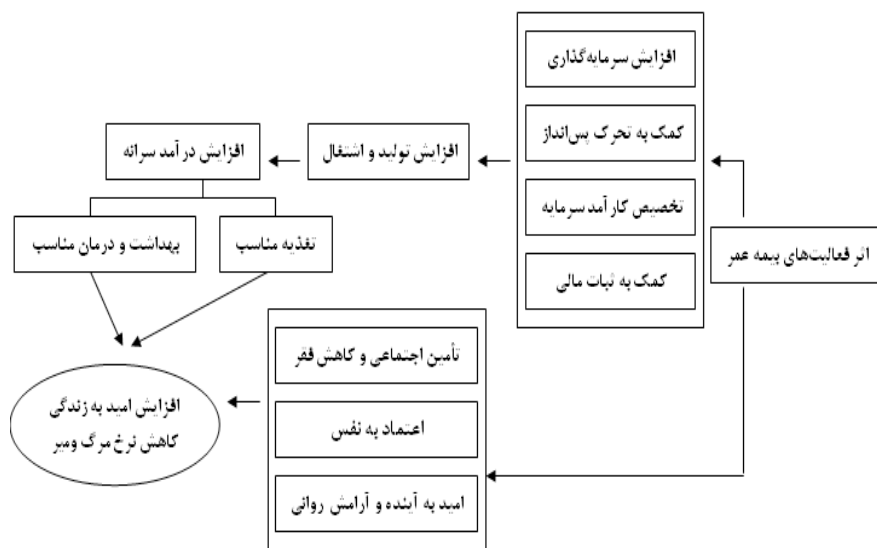 اثر فعالیت‌های بیمه عمر
افزایش سرمایه‌گذاری
کمک به تحرک پس‌انداز
تخصیص کارآمد سرمایه
کمک به ثبات مالی
افزایش تولید و اشتغال
افزایش درآمد سرانه
تغذیه مناسب
بهداشت و درمان مناسب
تأمین اجتماعی و کاهش فقر
اعتماد به نفس
امید به آینده و آرامش روانی
افزایش امید به زندگی
کاهش نرخ مرگ ومیر